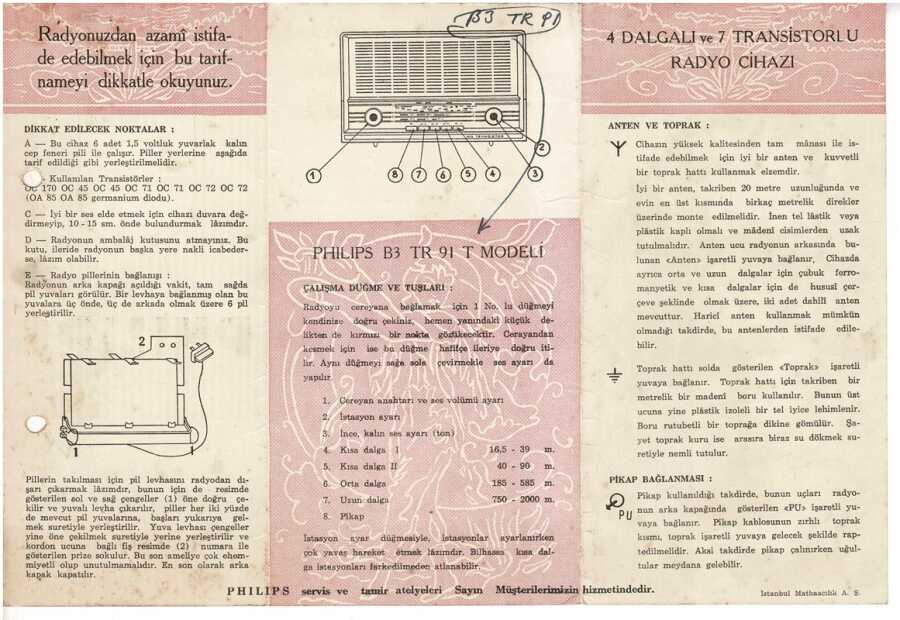 Radyonuzdan azamî istifa-
de edebilmek için bu tarif-
nameyi dikkatle okuyunuz.
DİKKAT EDİLECEK NOKTALAR :
A — Bu cihaz 6 adet 1,5 voltluk yuvarlak kalın
cep feneri pili ile çalışır. Piller yerlerine aşağıda
tarif edildiği gibi yerleştirilmelidir.
- Kullanılan Transistörler :
OC 170 OC 45 OC 45 OC 71 OC 71 OC 72 OC 72
(OA 85 OA 85 germanium diodu).
C — İyi bir ses elde etmek için cihazı duvara değ-
dirmeyip, 10 - 15 sm. önde bulundurmak lâzımdır.
D — Radyonun ambalâj kutusunu atmayınız. Bu
kutu, ileride radyonun başka yere nakli icabeder-
se, lâzım olabilir.
E — Radyo pillerinin bağlanışı :
Radyonun arka kapağı açıldığı vakit, tam sağda
pil yuvaları görülür. Bir levhaya bağlanmış olan bu
yuvalara üç önde, üç de arkada olmak üzere 6 pil
yerleştirilir.
2
1 1
Pillerin takılması için pil levhasını radyodan dı-
şarı çıkarmak lâzımdır, bunun için de resimde
gösterilen sol ve sağ çengeller (1) öne doğru çe-
kilir ve yuvalı levha çıkarılır, piller her iki yüzde
de mevcut pil yuvalarına, başları yukarıya gel-
mek suretiyle yerleştirilir. Yuva levhası çengeller
yine öne çekilmek suretiyle yerine yerleştirilir ve
kordon ucuna bağlı fiş resimde (2) numara ile
gösterilen prize sokulur. Bu son ameliye çok ehem-
miyetli olup unutulmamalıdır. En son olarak arka
kapak kapatılır.
B3 TR 91
1 8 7 6 5 4 3 2
PHILIPS B3 TR 91 T MODELİ
ÇALIŞMA DÜĞME VE TUŞLARI :
Radyoyu cereyana bağlamak için 1 No. lu düğmeyi
kendinize doğru çekiniz, hemen yanındaki küçük de-
likten de kırmızı bir nokta gözükecektir. Cerayandan
kesmek için ise bu düğme hafifçe ileriye doğru iti-
lir. Aynı düğmeyi sağa sola çevirmekle ses ayarı da
yapılır.
1. Cereyan anahtarı ve ses volümü ayarı
2. İstasyon ayarı
3. İnce, kalın ses ayarı (ton)
4. Kısa dalga I 16,5 - 39 m.
5. Kısa dalga II 40 - 90 m.
6. Orta dalga 185 - 585 m.
7. Uzun dalga 750 - 2000 m.
8. Pikap
İstasyon ayar düğmesiyle, istasyonlar ayarlanırken
çok yavaş hareket etmek lâzımdır. Bilhassa kısa dal-
ga istasyonları farkedilmeden atlanabilir.
4 DALGALI ve 7 TRANSİSTORLU
RADYO CİHAZI
ANTEN VE TOPRAK :
Cihazın yüksek kalitesinden tam mânası ile is-
tifade edebilmek için iyi bir anten ve kuvvetli
bir toprak hattı kullanmak elzemdir.
İyi bir anten, takriben 20 metre uzunluğunda ve
evin en üst kısmında birkaç metrelik direkler
üzerinde monte edilmelidir. İnen tel lâstik veya
plâstik kaplı olmalı ve mâdenî cisimlerden uzak
tutulmalıdır. Anten ucu radyonun arkasında bu-
lunan «Anten» işaretli yuvaya bağlanır, Cihazda
ayrıca orta ve uzun dalgalar için çubuk ferro-
manyetik ve kısa dalgalar için de hususî çer-
çeve şeklinde olmak üzere, iki adet dahilî anten
mevcuttur. Haricî anten kullanmak mümkün
olmadığı takdirde, bu antenlerden istifade edile-
bilir.
Toprak hattı solda gösterilen «Toprak» işaretli
yuvaya bağlanır. Toprak hattı için takriben bir
metrelik bir madenî boru kullanılır. Bunun üst
ucuna yine plâstik izoleli bir tel iyice lehimlenir.
Boru rutubetli bir toprağa dikine gömülür. Şa-
yet toprak kuru ise arasıra biraz su dökmek su-
retiyle nemli tutulur.
PİKAP BAĞLANMASI :
PU
Pikap kullanıldığı takdirde, bunun uçları radyo-
nun arka kapağında gösterilen «PU» işaretli yu-
vaya bağlanır. Pikap kablosunun zırhlı toprak
kısmı, toprak işaretli yuvaya gelecek şekilde rap-
tedilmelidir. Aksi takdirde pikap çalınırken uğul-
tular meydana gelebilir.
PHILIPS servis ve tamir atelyeleri Sayın Müşterilerimizin hizmetindedir.
İstanbul Matbaacılık A. Ş.